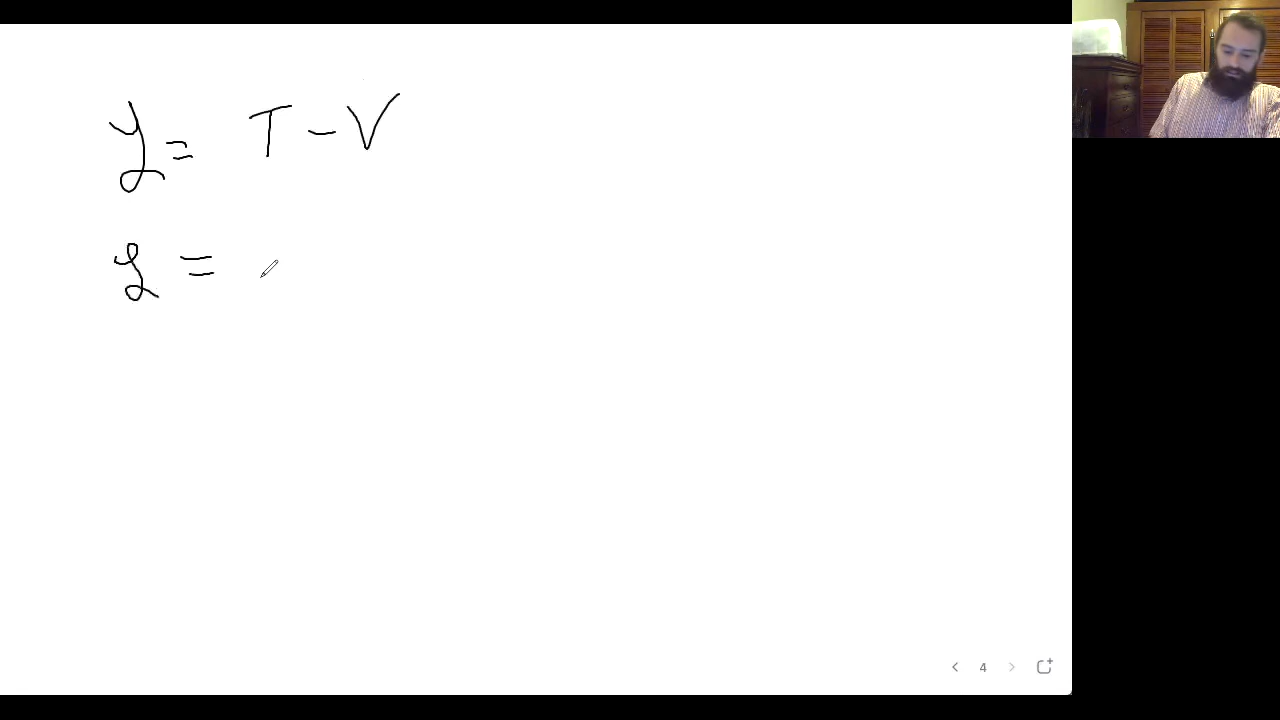 ℒ = T - V
ℒ =
4